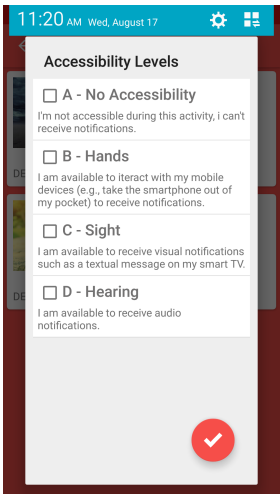 11:20 AM Wed, August 17
Accessibility Levels
A - No Accessibility
I'm not accessible during this activity, i can't
receive notifications.
B - Hands
I am available to iteract with my mobile
devices (e.g., take the smartphone out of
my pocket) to receive notifications.
C - Sight
I am available to receive visual notifications
such as a textual message on my smart TV.
D - Hearing
I am available to receive audio
notifications.
DE
DE